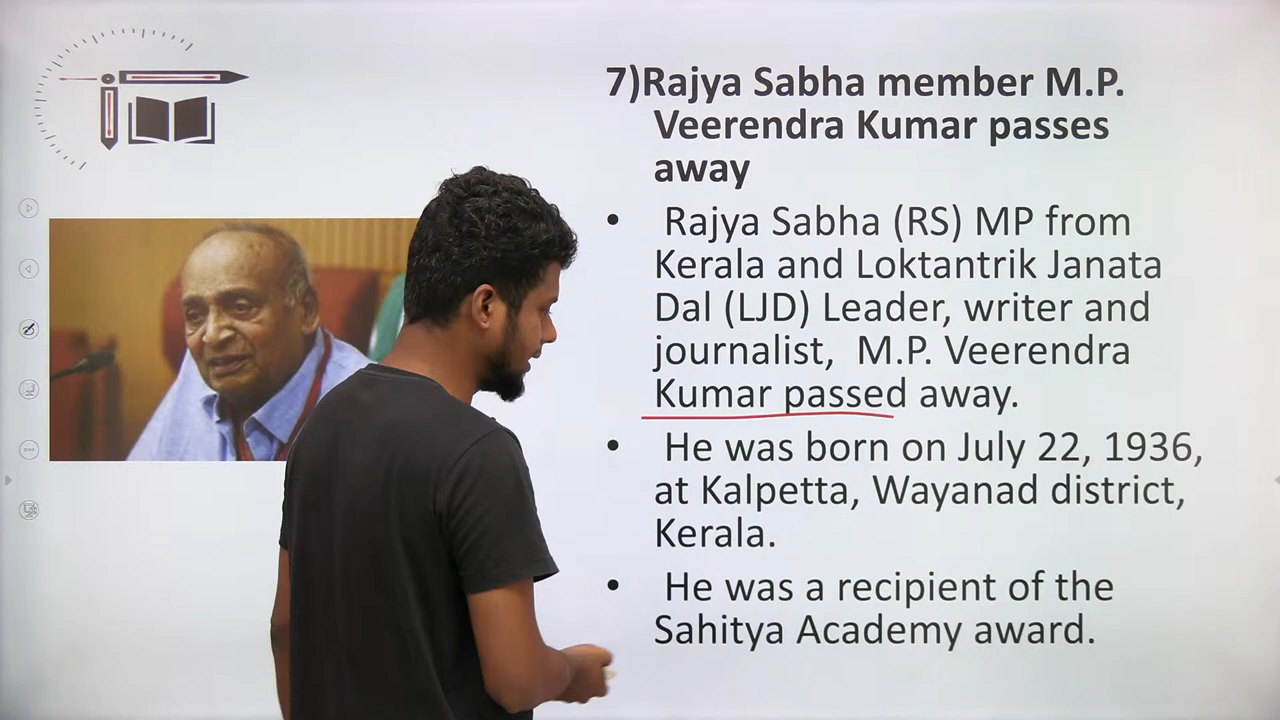 7)Rajya Sabha member M.P.
Veerendra Kumar passes
away
• Rajya Sabha (RS) MP from
Kerala and Loktantrik Janata
Dal (LJD) Leader, writer and
journalist, M.P. Veerendra
Kumar passed away.
• He was born on July 22, 1936,
at Kalpetta, Wayanad district,
Kerala.
• He was a recipient of the
Sahitya Academy award.